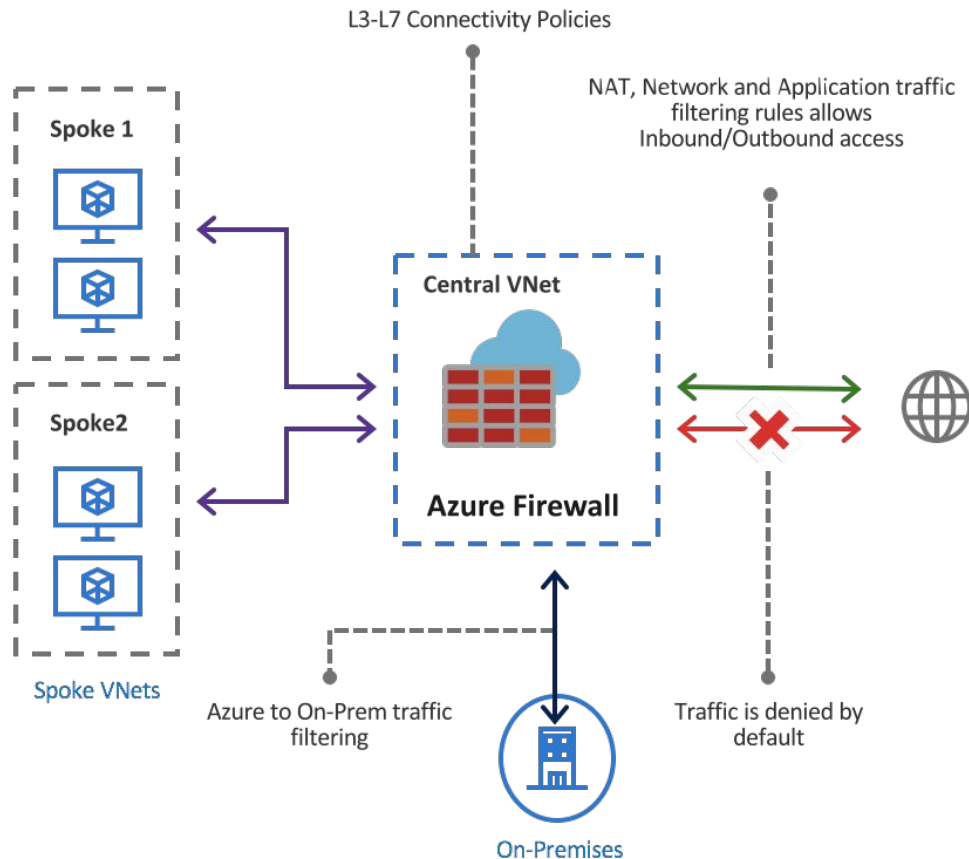 L3-L7 Connectivity Policies
NAT, Network and Application traffic
filtering rules allows
Inbound/Outbound access
Spoke 1
Central VNet
Spoke2
Azure Firewall
Spoke VNets
Azure to On-Prem traffic
filtering
Traffic is denied by
default
On-Premises